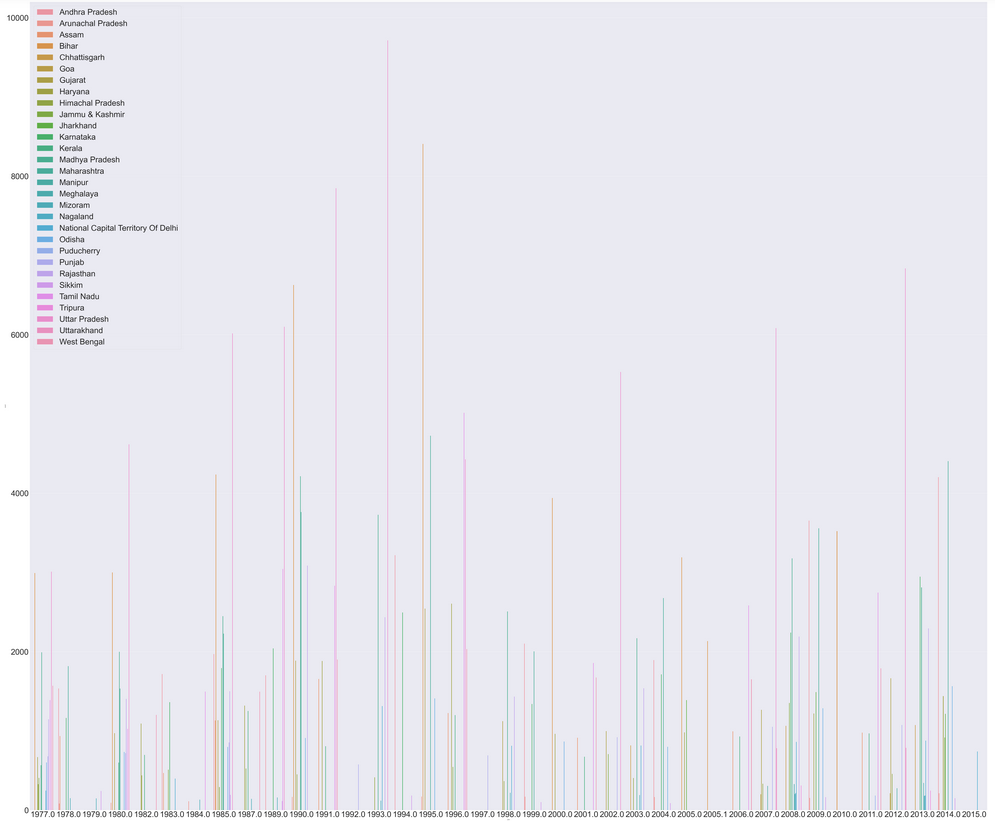 10000
8000
6000
4000
2000
0
Andhra Pradesh
Arunachal Pradesh
Assam
Bihar
Chhattisgarh
Goa
Gujarat
Haryana
Himachal Pradesh
Jammu & Kashmir
Jharkhand
Karnataka
Kerala
Madhya Pradesh
Maharashtra
Manipur
Meghalaya
Mizoram
Nagaland
National Capital Territory Of Delhi
Odisha
Puducherry
Punjab
Rajasthan
Sikkim
Tamil Nadu
Tripura
Uttar Pradesh
Uttarakhand
West Bengal
1977.0 1978.0 1979.0 1980.0 1982.0 1983.0 1984.0 1985.0 1987.0 1988.0 1989.0 1990.0 1991.0 1992.0 1993.0 1994.0 1995.0 1996.0 1997.0 1998.0 1999.0 2000.0 2001.0 2002.0 2003.0 2004.0 2005.0 2005.1 2006.0 2007.0 2008.0 2009.0 2010.0 2011.0 2012.0 2013.0 2014.0 2015.0